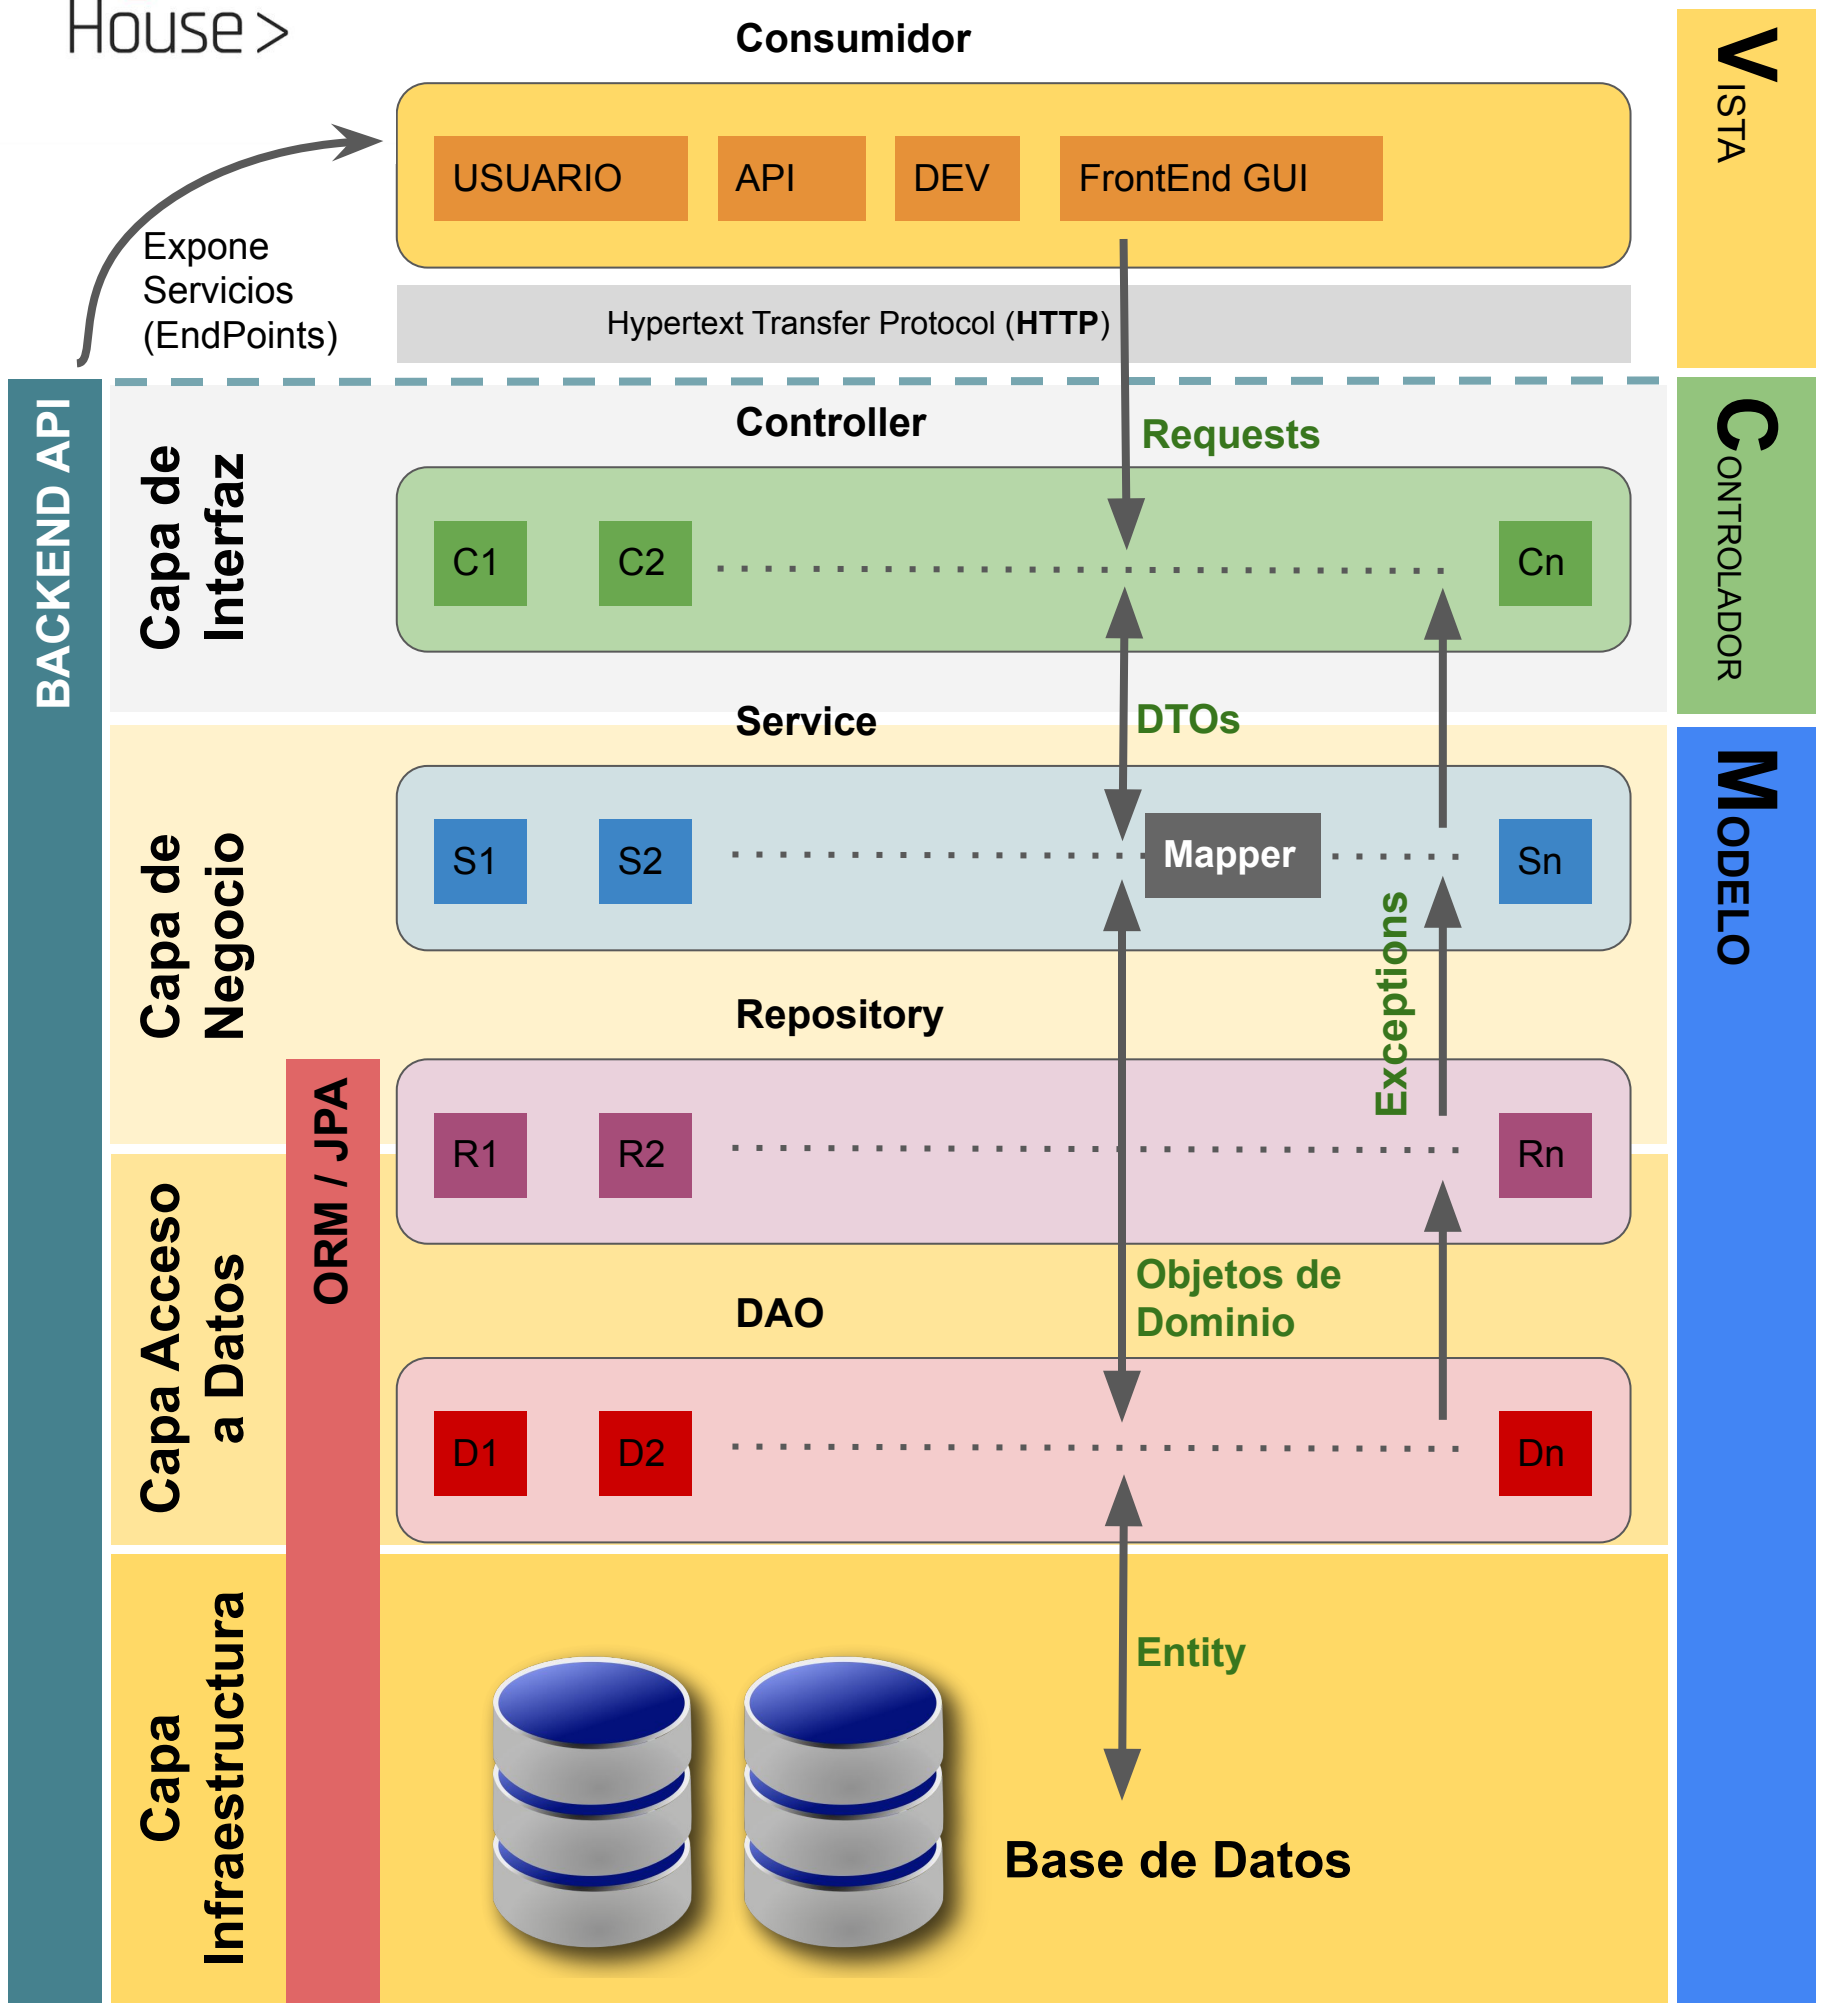 House >
Consumidor
VISTA
USUARIO
API
DEV
FrontEnd GUI
Expone
Servicios
(EndPoints)
Hypertext Transfer Protocol (HTTP)
BACKEND API
Capa de
Interfaz
Controller
Requests
CONTROLADOR
C1
C2
Cn
DTOs
Capa de
Negocio
Service
MODELO
S1
S2
Mapper
Sn
Exceptions
Repository
ORM / JPA
R1
R2
Rn
Capa Acceso
a Datos
Objetos de
Dominio
DAO
D1
D2
Dn
Capa
Infraestructura
Entity
Base de Datos